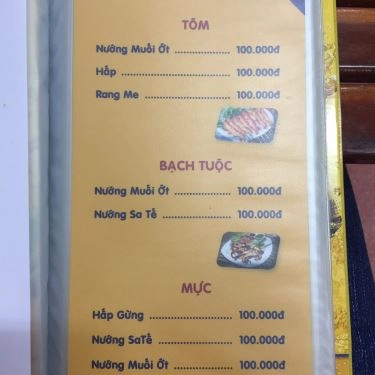 TÔM
Nướng Muối Ớt ................ 100.000đ
Hấp ................................ 100.000đ
Rang Me ........................ 100.000đ
BẠCH TUỘC
Nướng Muối Ớt ................ 100.000đ
Nướng Sa Tế .................... 100.000đ
MỰC
Hấp Gừng ........................ 100.000đ
Nướng SaTế .................... 100.000đ
Nướng Muối Ớt ................ 100.000đ